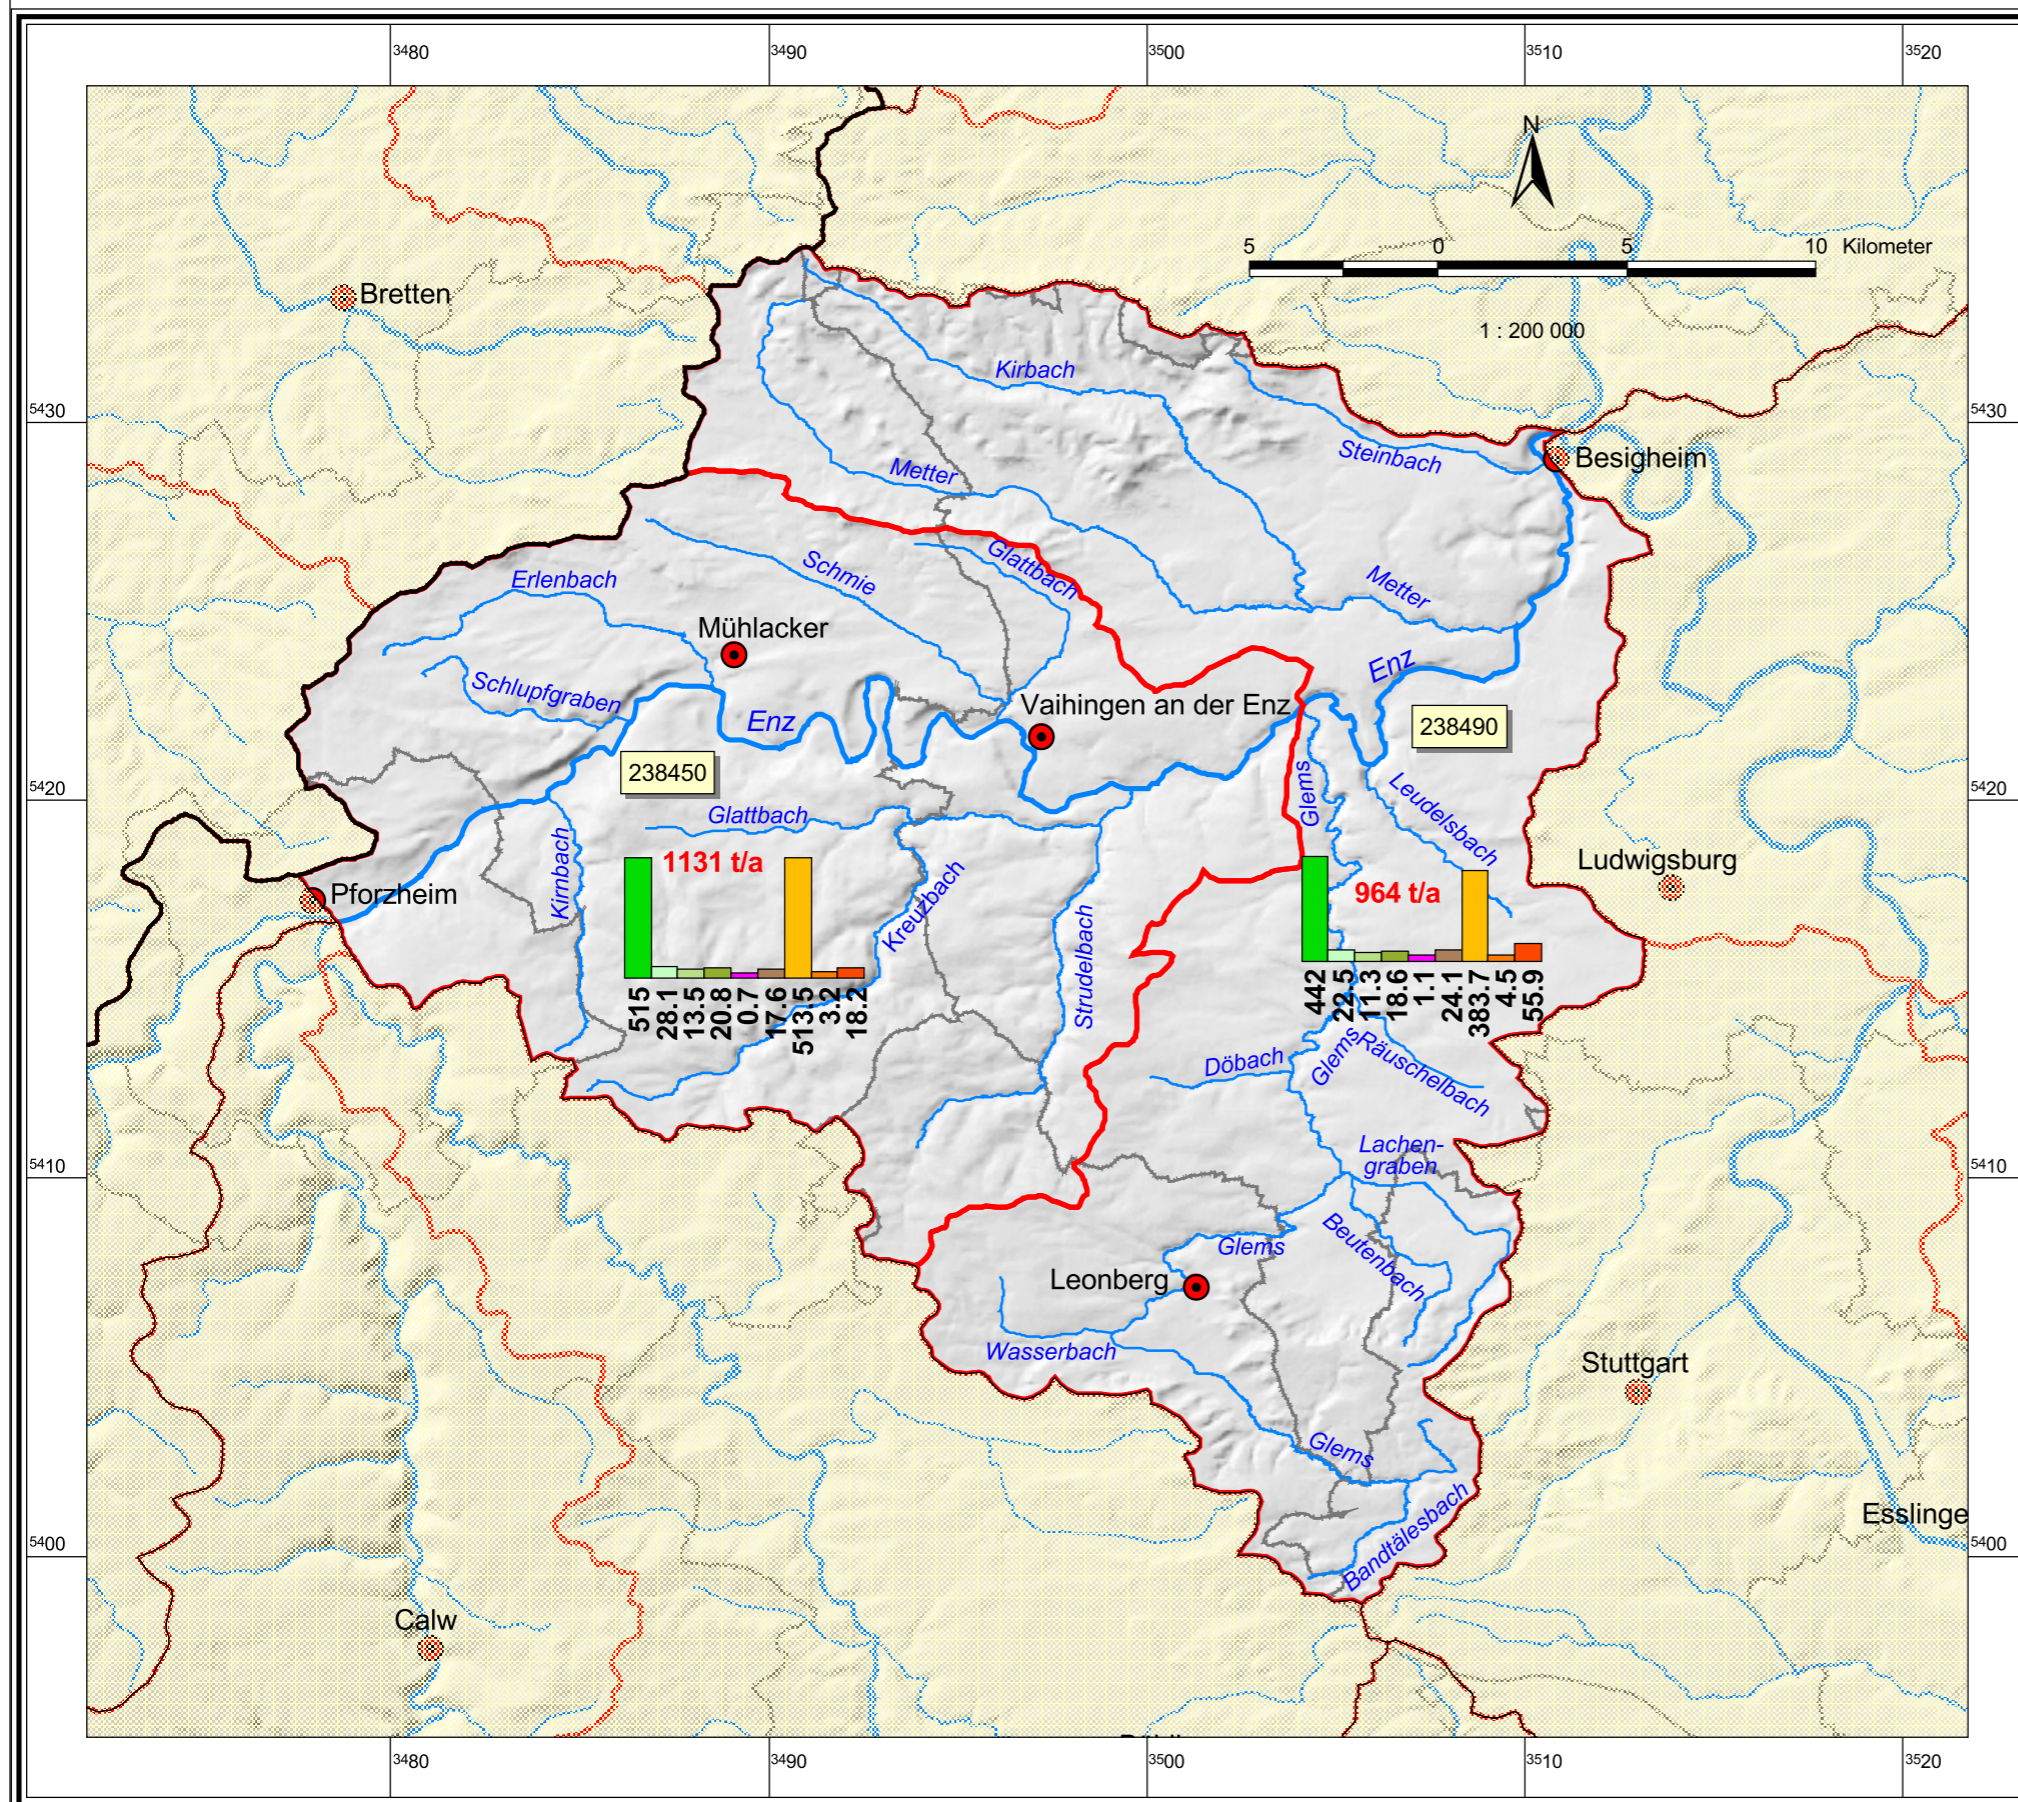 3480 3490 3500 3510 3520
N
5 0 5 10 Kilometer
1 : 200 000
Bretten
Kirbach
5430 5430
Steinbach
Besigheim
Metter
Glattbach
Schmie
Erlenbach
Metter
Mühlacker
Enz
Schlupfgraben
Vaihingen an der Enz
Enz
238490
238450
Glems
Leudelsbach
5420 5420
Glattbach
Kirnbach
1131 t/a
Kreuzbach
Ludwigsburg
964 t/a
Pforzheim
Strudelbach
515
28.1
13.5
20.8
0.7
17.6
513.5
3.2
18.2
442
22.5
11.3
18.6
1.1
24.1
383.7
4.5
55.9
Glems
Räuschelbach
Döbach
Lachen-
graben
5410 5410
Beutenbach
Glems
Leonberg
Wasserbach
Stuttgart
Glems
Bandtälesbach
Esslinge
5400 5400
Calw
3480 3490 3500 3510 3520